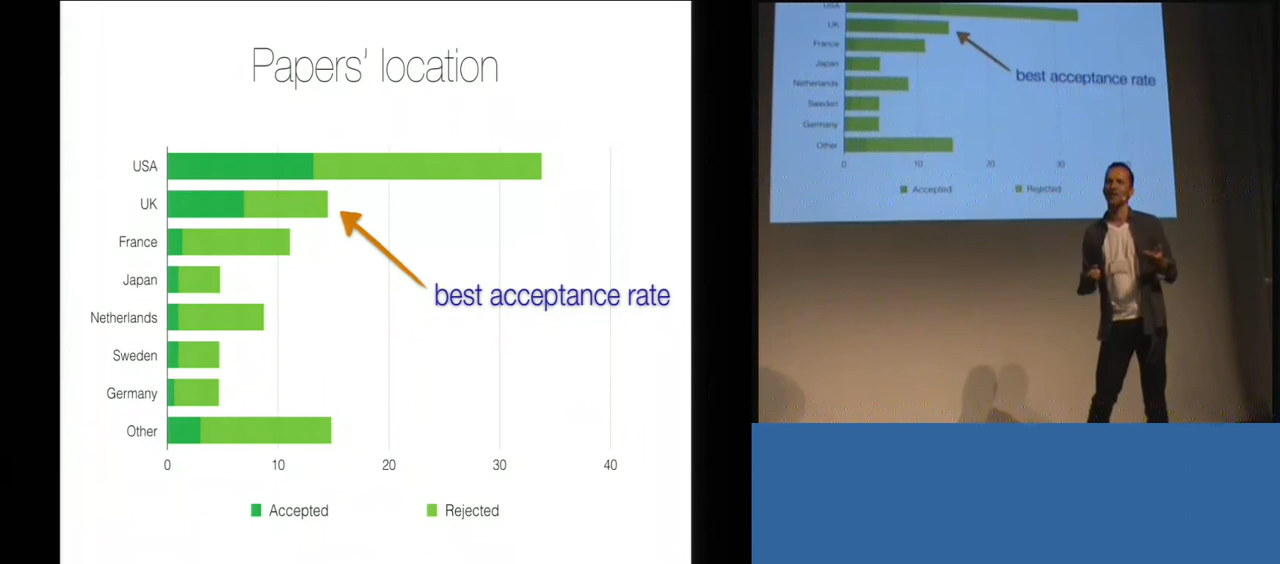 Papers' location
USA
UK
France
Japan
Netherlands
Sweden
Germany
Other
best acceptance rate
0 10 20 30 40
Accepted Rejected
USA
UK
France
Japan
Netherlands
Sweden
Germany
Other
best acceptance rate
0 10 20 30
Accepted Rejected